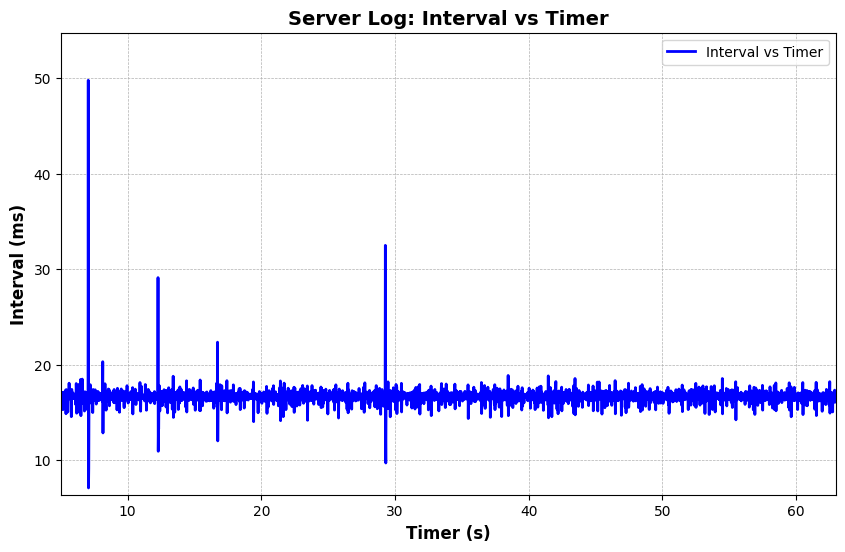 Server Log: Interval vs Timer
Interval vs Timer
50
40
30
20
10
Interval (ms)
10 20 30 40 50 60
Timer (s)